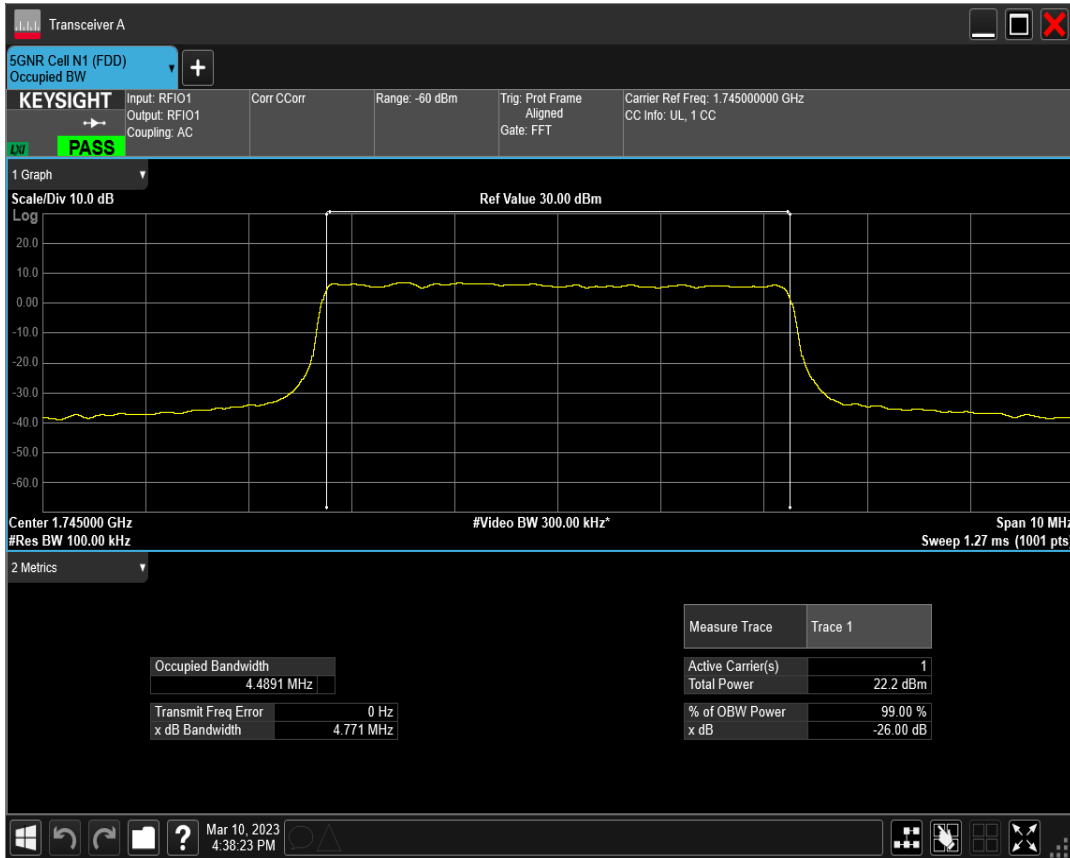 Transceiver A
5GNR Cell N1 (FDD)
Occupied BW
+
KEYSIGHT
LXI
PASS
Input: RFIO1
Output: RFIO1
Coupling: AC
Corr CCorr
Range: -60 dBm
Trig: Prot Frame
Aligned
Gate: FFT
Carrier Ref Freq: 1.745000000 GHz
CC Info: UL, 1 CC
1 Graph
Scale/Div 10.0 dB
Ref Value 30.00 dBm
Log
20.0
10.0
0.00
-10.0
-20.0
-30.0
-40.0
-50.0
-60.0
Center 1.745000 GHz
#Video BW 300.00 kHz*
Span 10 MHz
#Res BW 100.00 kHz
Sweep 1.27 ms (1001 pts)
2 Metrics
Measure Trace Trace 1
Occupied Bandwidth
4.4891 MHz
Active Carrier(s) 1
Total Power 22.2 dBm
Transmit Freq Error 0 Hz
x dB Bandwidth 4.771 MHz
% of OBW Power 99.00 %
x dB -26.00 dB
?
Mar 10, 2023
4:38:23 PM